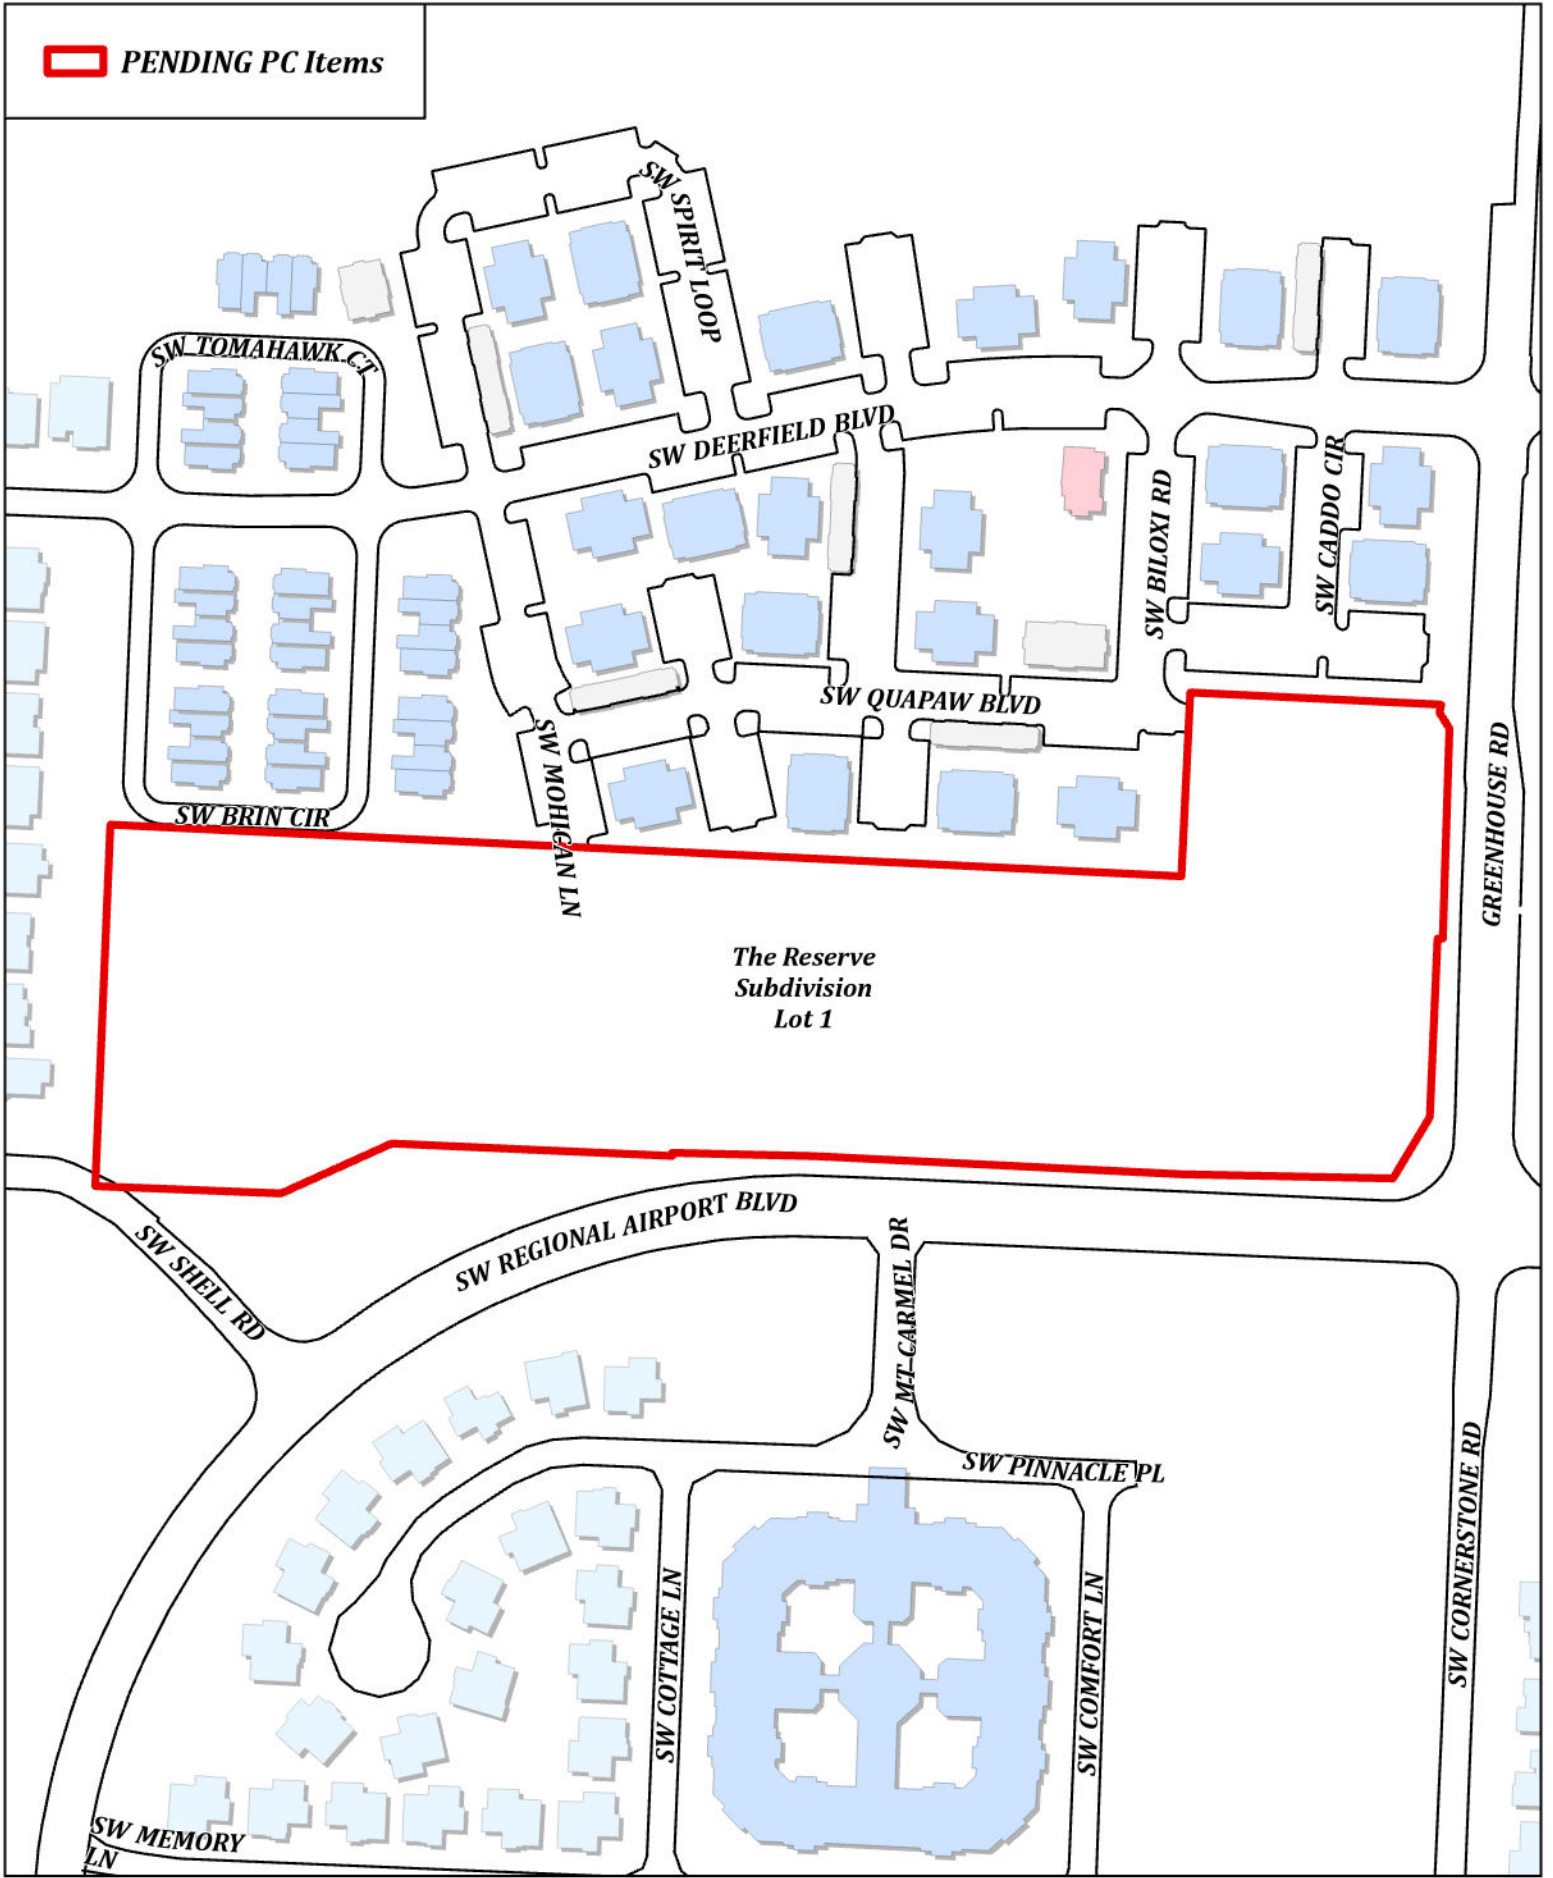 PENDING PC Items
SW SPIRIT LOOP
SW TOMAHAWK CT
SW DEERFIELD BLVD
SW CADDO CIR
SW BILOXI RD
SW QUAPAW BLVD
SW MOHICAN LN
SW BRIN CIR
GREENHOUSE RD
The Reserve
Subdivision
Lot 1
SW REGIONAL AIRPORT BLVD
SW SHELL RD
SW MT CARMEL DR
SW PINNACLE PL
SW CORNERSTONE RD
SW COTTAGE LN
SW COMFORT LN
SW MEMORY
LN